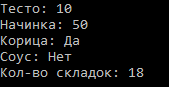 Тесто: 10
Начинка: 50
Корица: Да
Соус: Нет
Кол-во складок: 18